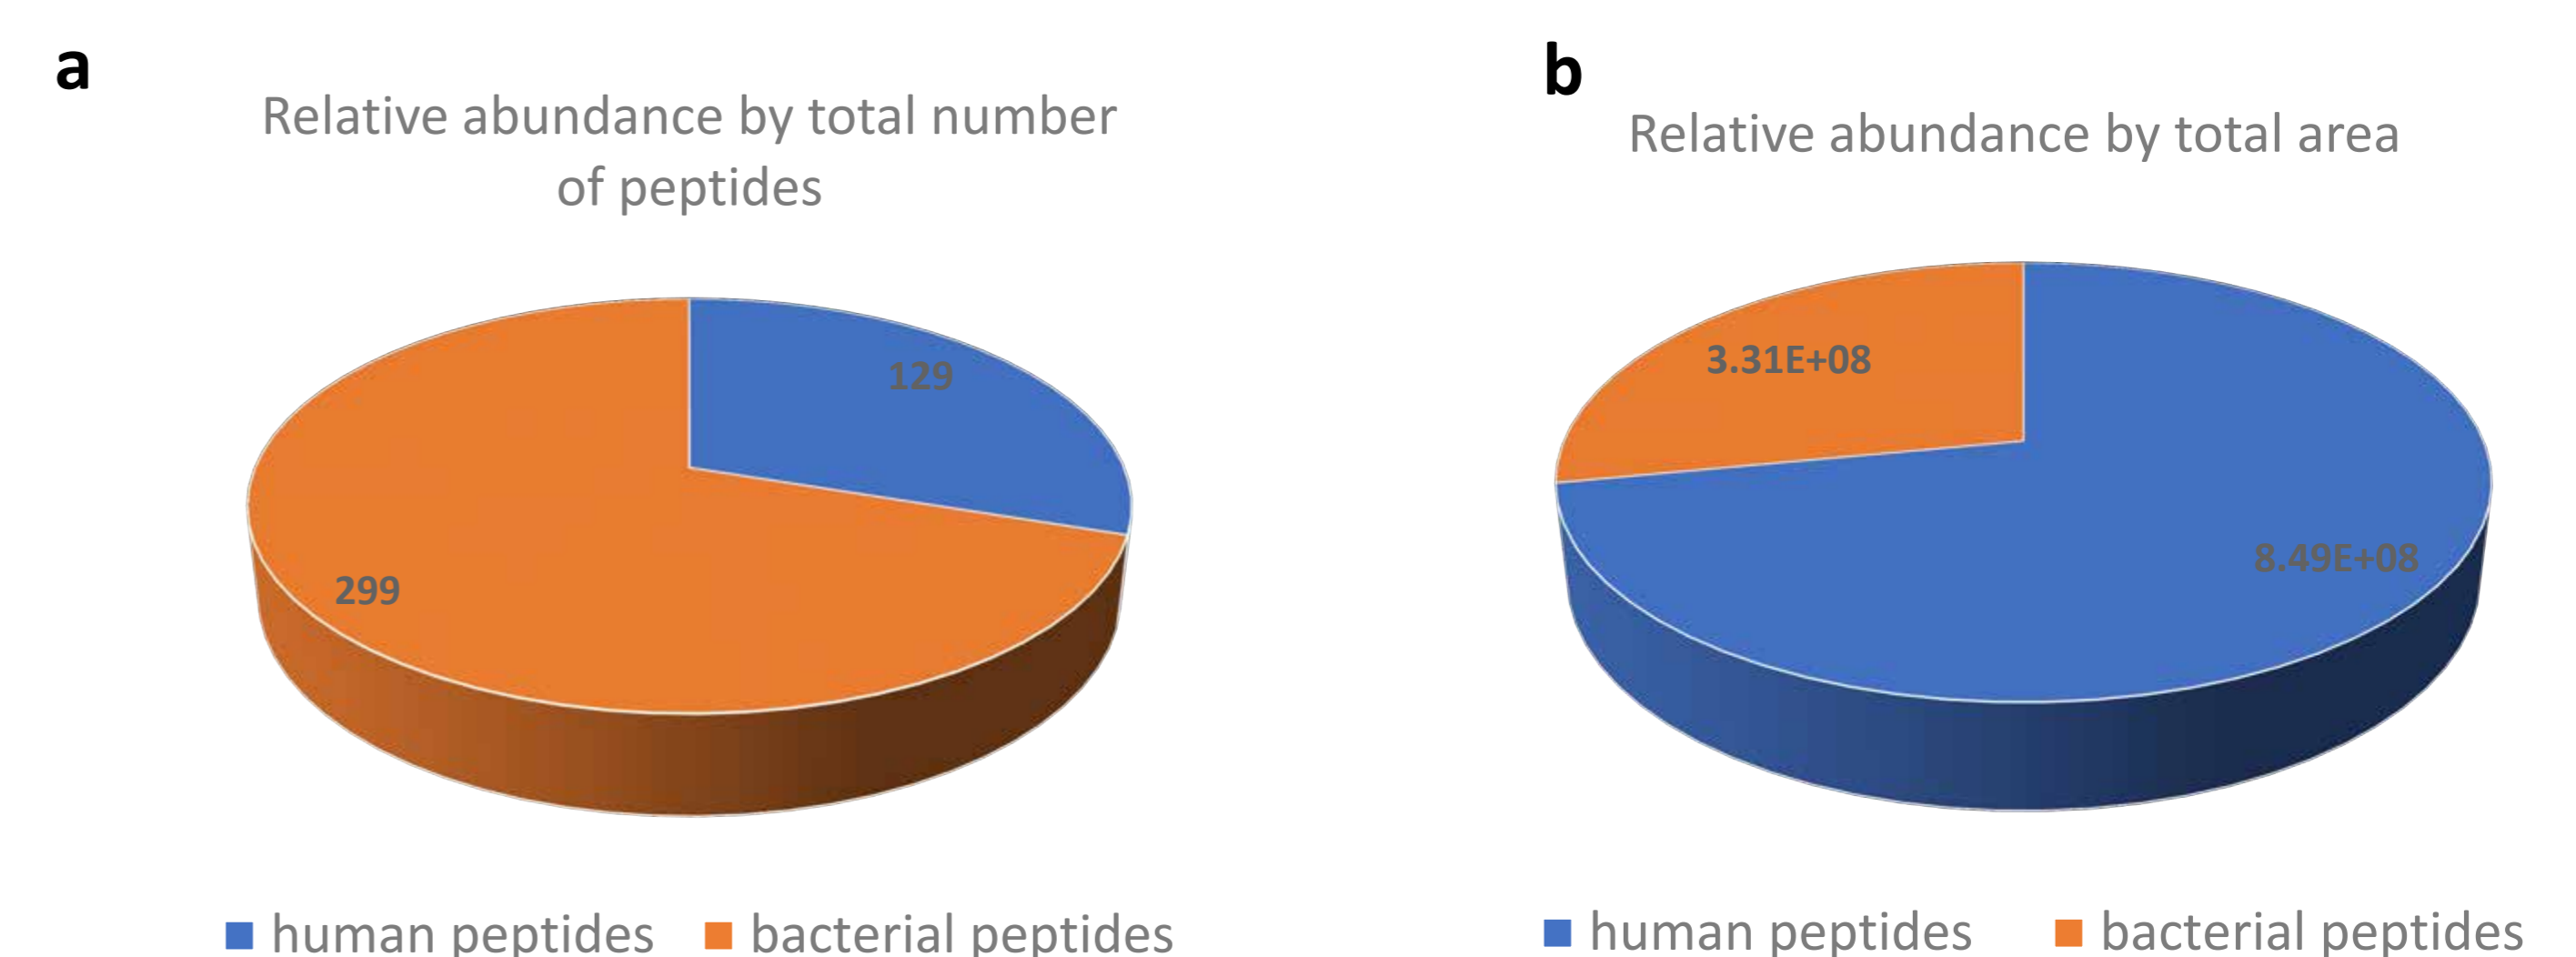 a
Relative abundance by total number
of peptides
129
299
human peptides
bacterial peptides
b
Relative abundance by total area
3.31E+08
8.49E+08
human peptides
bacterial peptides